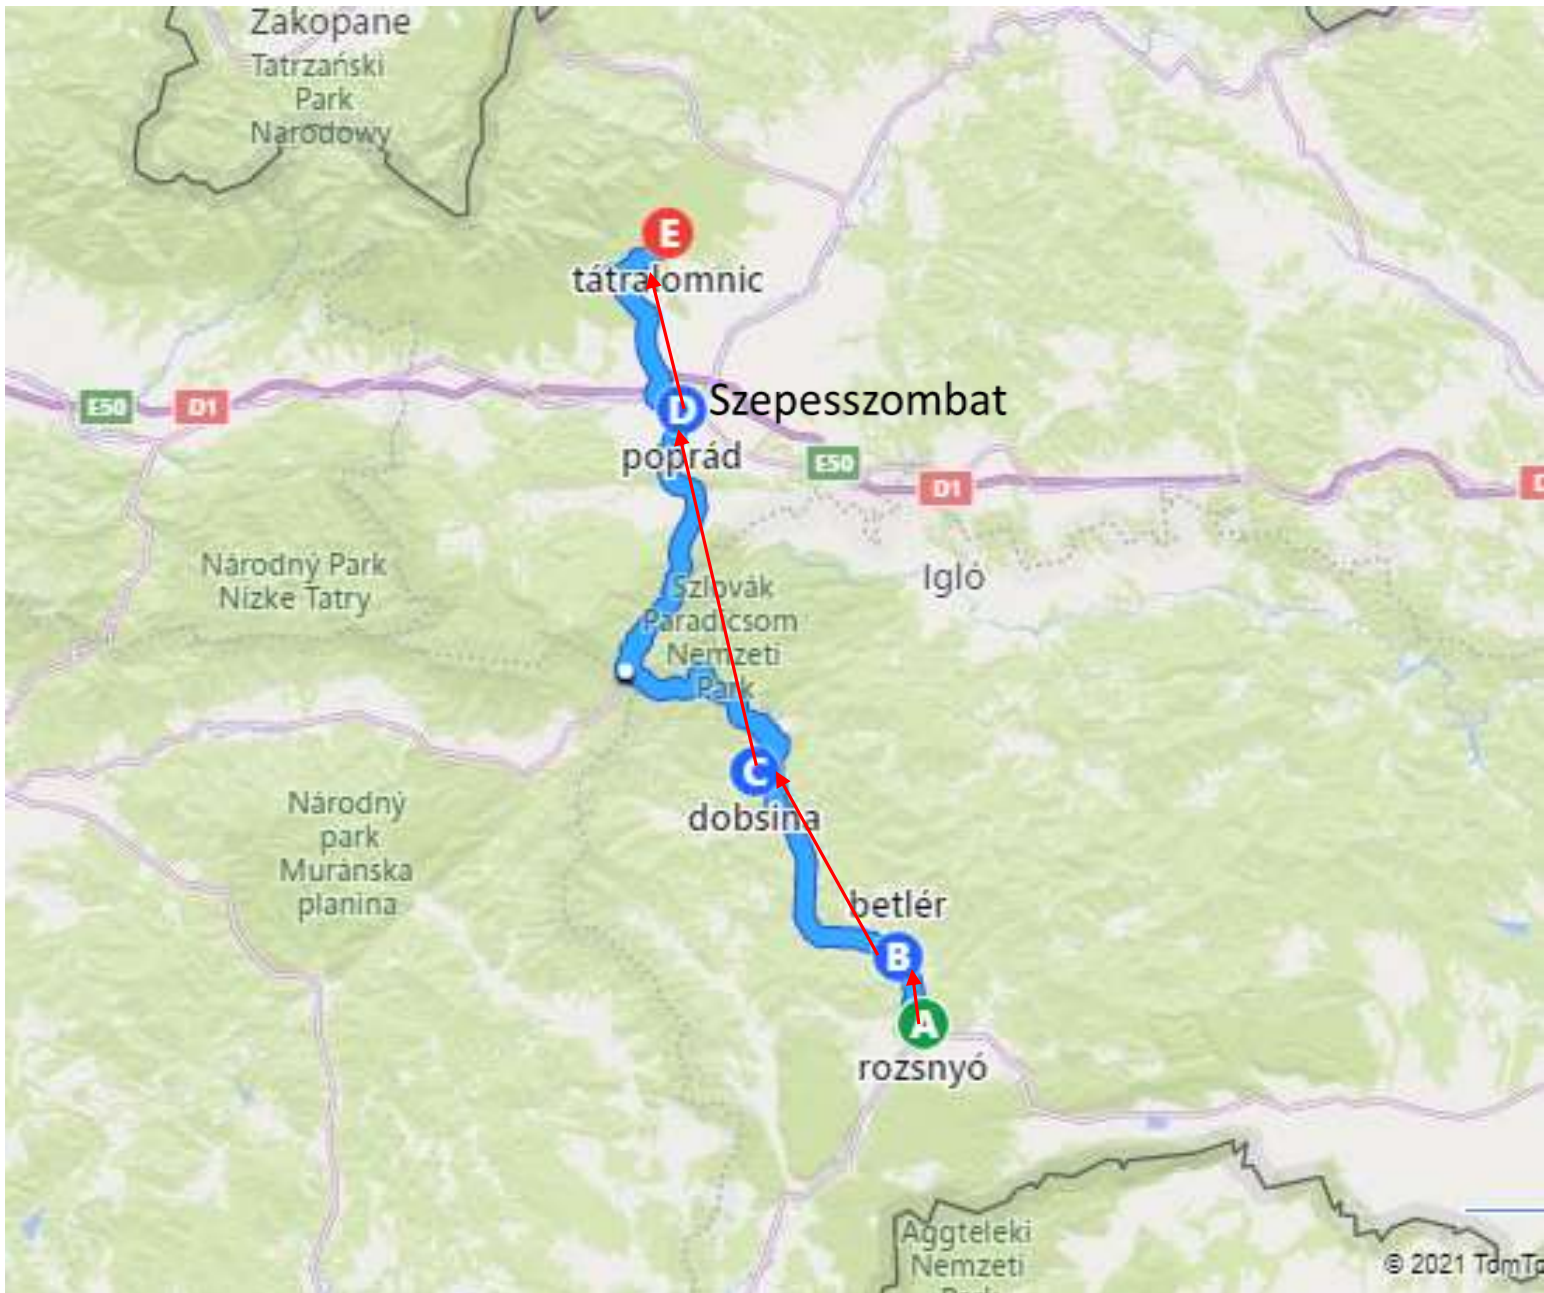 Zakopane
Tatrzański
Park
Narodowy
E
tátralomnic
E50
D1
D
Szepesszombat
poprád
E50
D1
Igló
Národný Park
Nízke Tatry
Szlovák
Paradicsom
Nemzeti
Park
C
dobsina
Národný
park
Muránska
planina
betlér
B
A
rozsnyó
Aggteleki
Nemzeti
© 2021 TomTo